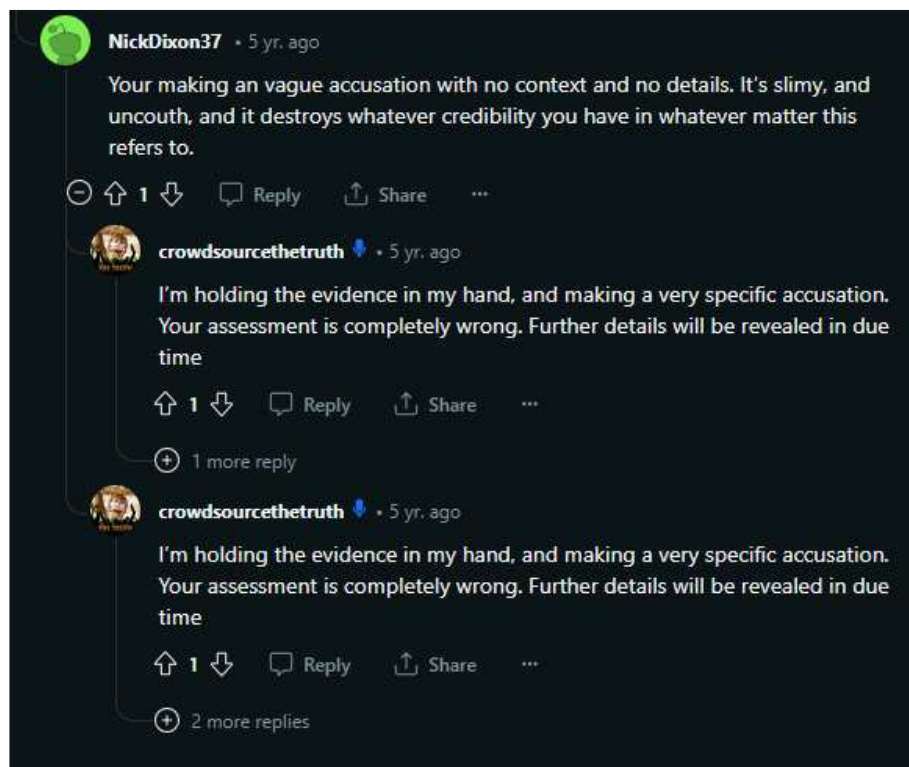 NickDixon37 • 5 yr. ago
Your making an vague accusation with no context and no details. It's slimy, and
uncouth, and it destroys whatever credibility you have in whatever matter this
refers to.
1 Reply Share ...
crowdsourcethetruth • 5 yr. ago
I'm holding the evidence in my hand, and making a very specific accusation.
Your assessment is completely wrong. Further details will be revealed in due
time
1 Reply Share ...
1 more reply
crowdsourcethetruth • 5 yr. ago
I'm holding the evidence in my hand, and making a very specific accusation.
Your assessment is completely wrong. Further details will be revealed in due
time
1 Reply Share ...
2 more replies